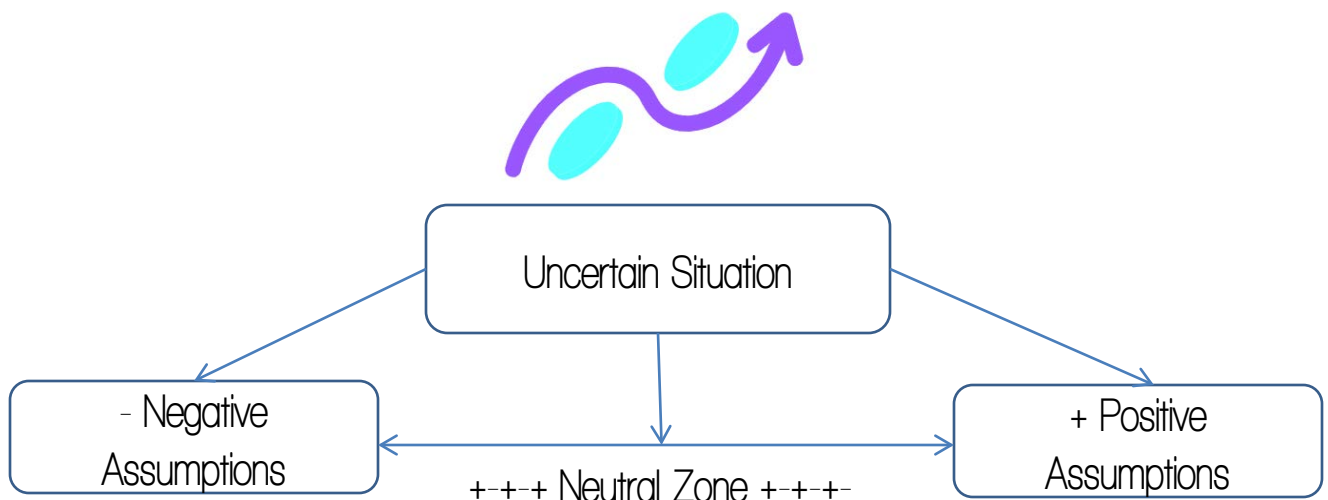 Uncertain Situation
- Negative
Assumptions
+ Positive
Assumptions
+-+-+ Neutral Zone +-+-+-